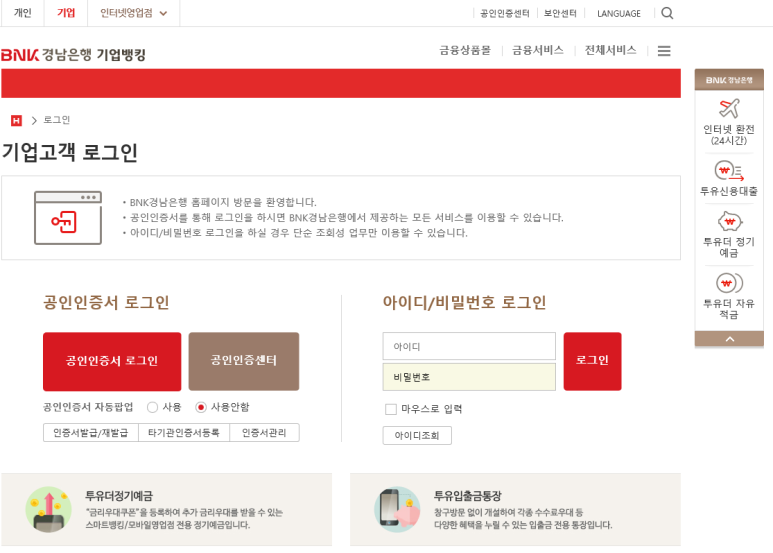 개인 기업 인터넷영업점 공인인증센터 보안센터 LANGUAGE
BNK 경남은행 기업뱅킹 금융상품몰 금융서비스 전체서비스
BNK 경남은행
인터넷 환전
(24시간)
투유신용대출
투유더 정기
예금
투유더 자유
적금
H > 로그인
기업고객 로그인
• BNK경남은행 홈페이지 방문을 환영합니다.
• 공인인증서를 통해 로그인을 하시면 BNK경남은행에서 제공하는 모든 서비스를 이용할 수 있습니다.
• 아이디/비밀번호 로그인을 하실 경우 단순 조회성 업무만 이용할 수 있습니다.
공인인증서 로그인
공인인증서 로그인 공인인증센터
공인인증서 자동팝업 사용 사용안함
인증서발급/재발급 타기관인증서등록 인증서관리
아이디/비밀번호 로그인
아이디
비밀번호
로그인
마우스로 입력
아이디조회
투유더정기예금
"금리우대쿠폰"을 등록하여 추가 금리우대를 받을 수 있는
스마트뱅킹/모바일영업점 전용 정기예금입니다.
투유입출금통장
창구방문 없이 개설하여 각종 수수료우대 등
다양한 혜택을 누릴 수 있는 입출금 전용 통장입니다.